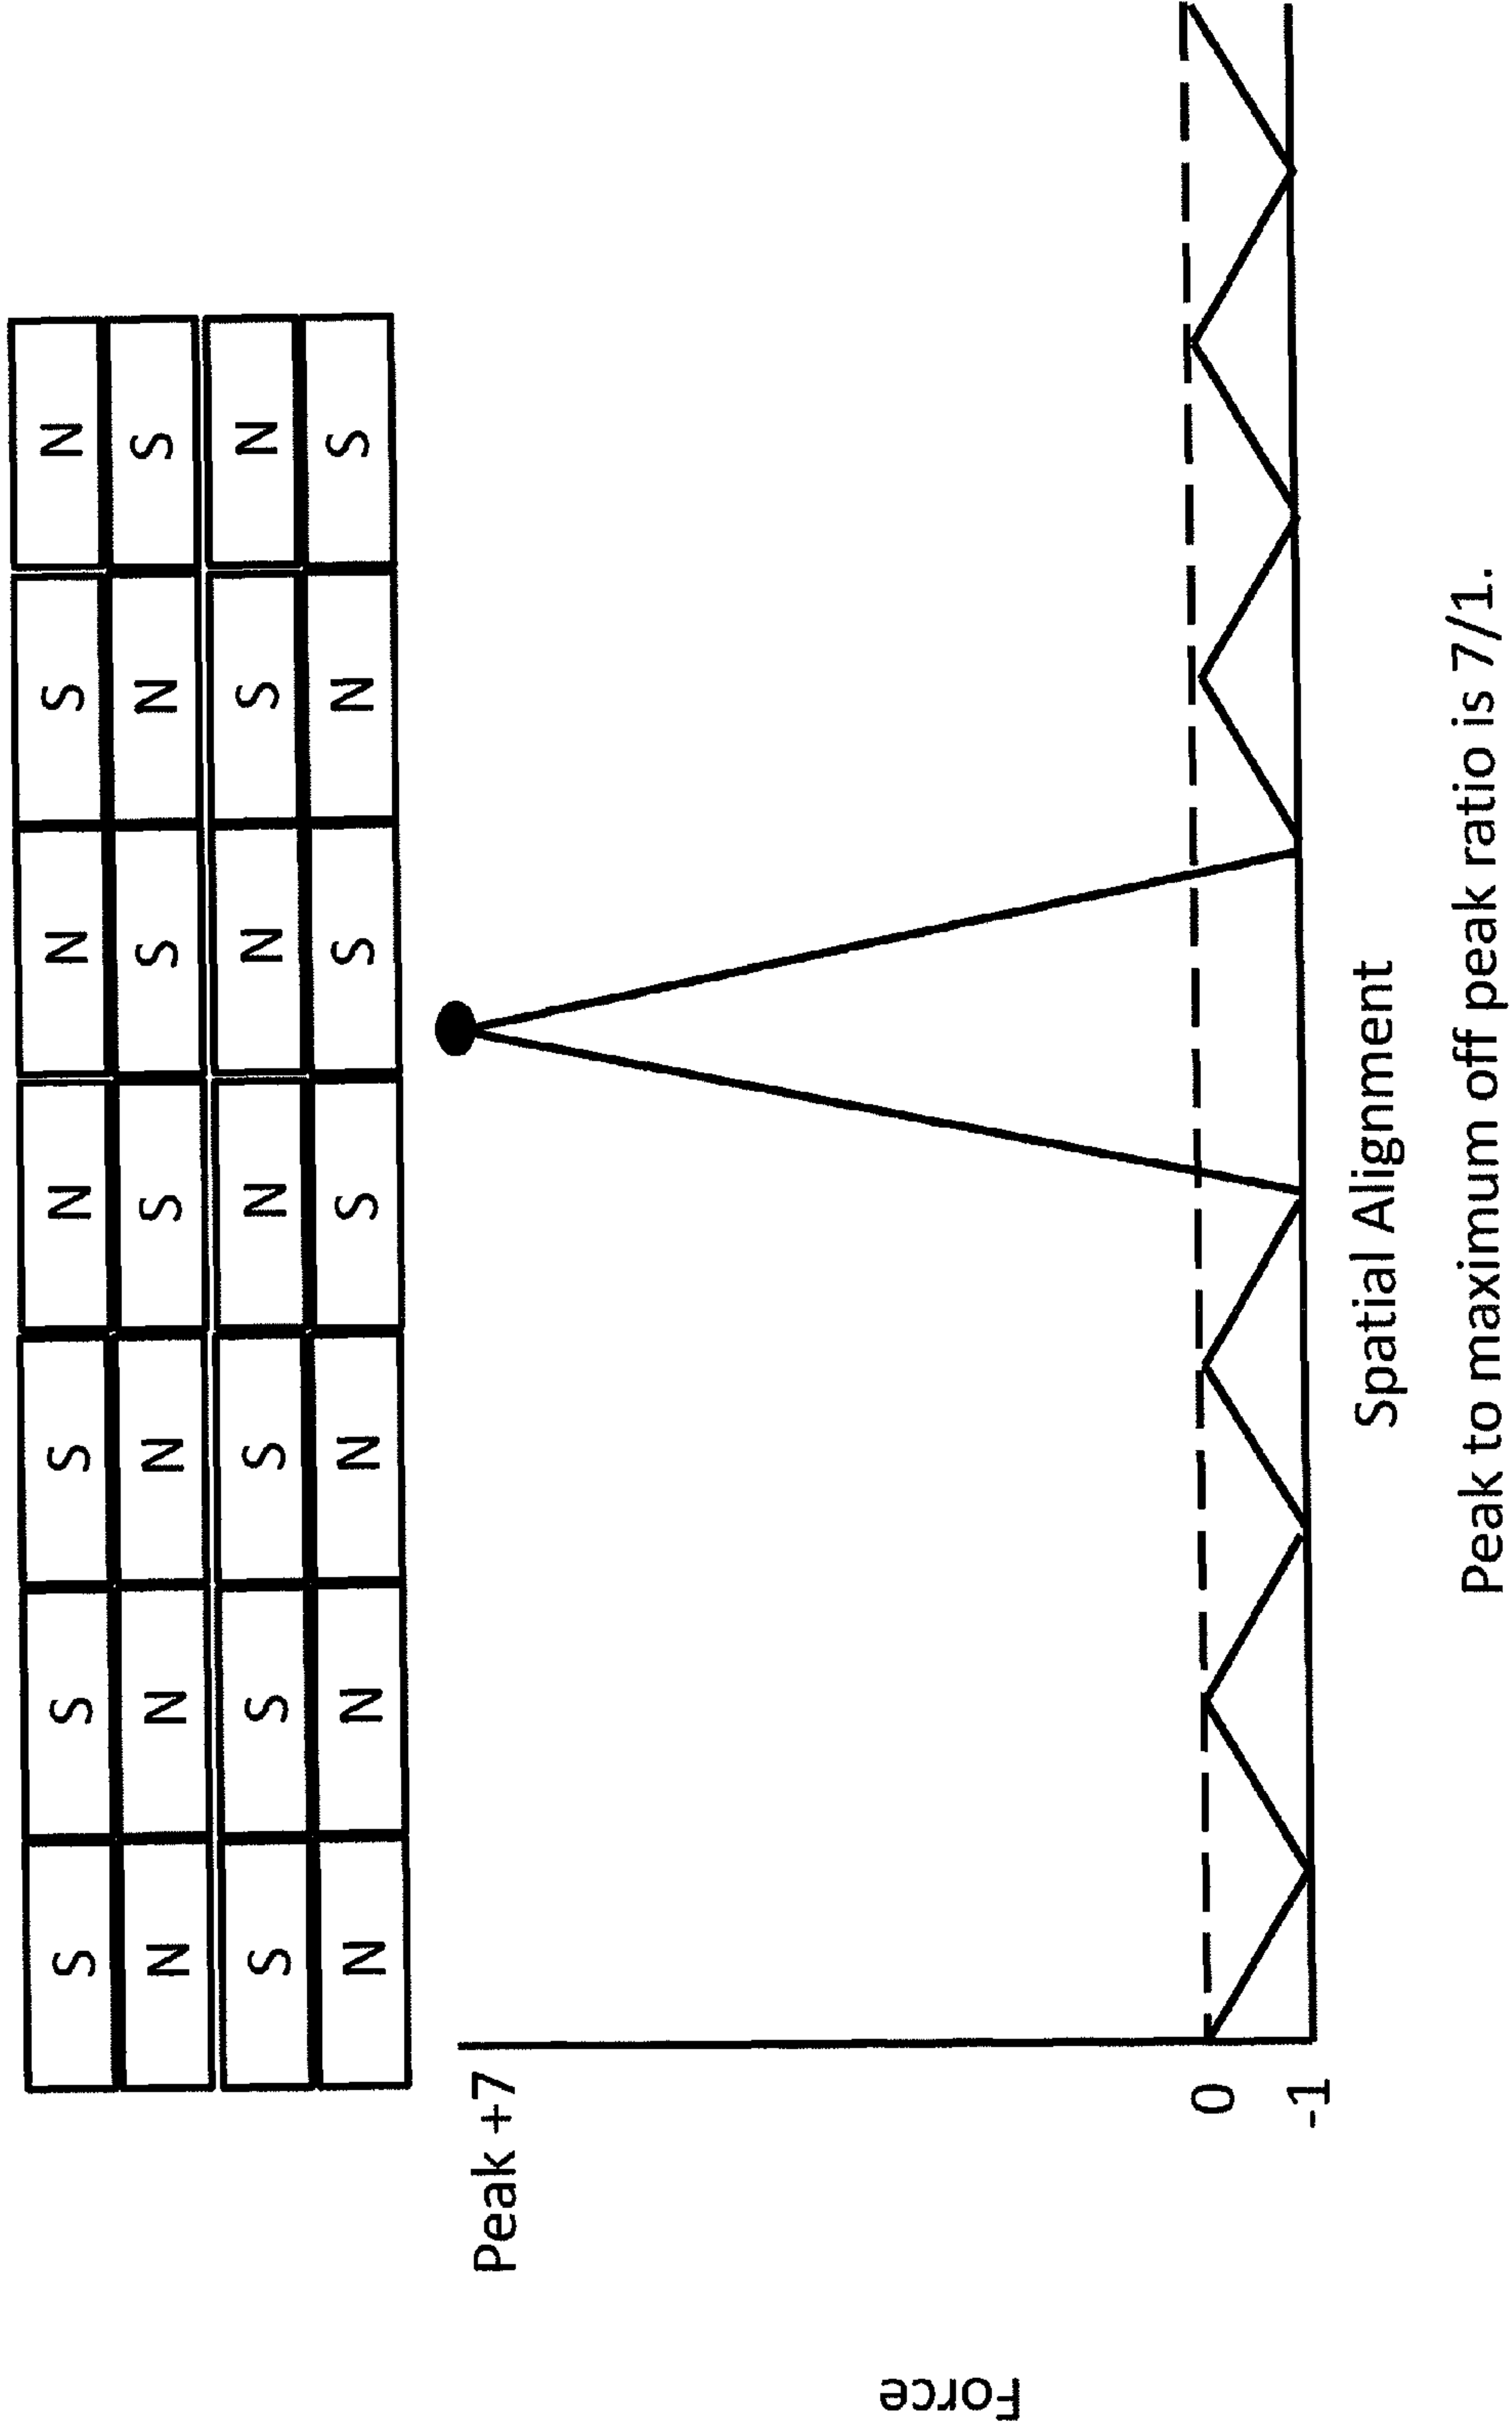 S S S N N S N
N N N S S N S
S S S N N S N
N N N S S N S
Peak +7
Force
0
-1
Spatial Alignment
Peak to maximum off peak ratio is 7/1.